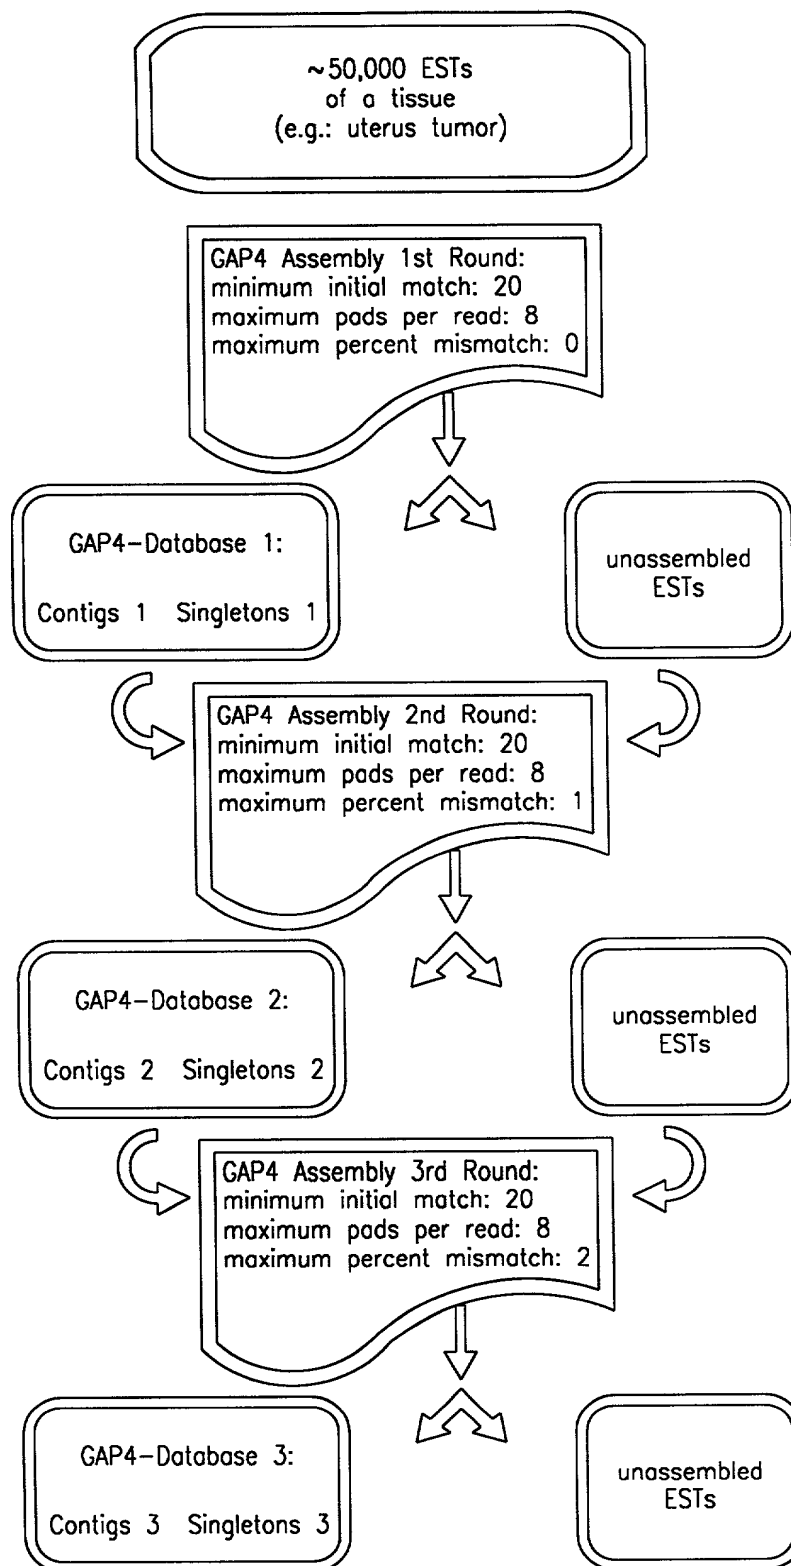 ~50,000 ESTs
of a tissue
(e.g.: uterus tumor)
GAP4 Assembly 1st Round:
minimum initial match: 20
maximum pads per read: 8
maximum percent mismatch: 0
GAP4-Database 1:
Contigs 1 Singletons 1
unassembled
ESTs
GAP4 Assembly 2nd Round:
minimum initial match: 20
maximum pads per read: 8
maximum percent mismatch: 1
GAP4-Database 2:
Contigs 2 Singletons 2
unassembled
ESTs
GAP4 Assembly 3rd Round:
minimum initial match: 20
maximum pads per read: 8
maximum percent mismatch: 2
GAP4-Database 3:
Contigs 3 Singletons 3
unassembled
ESTs